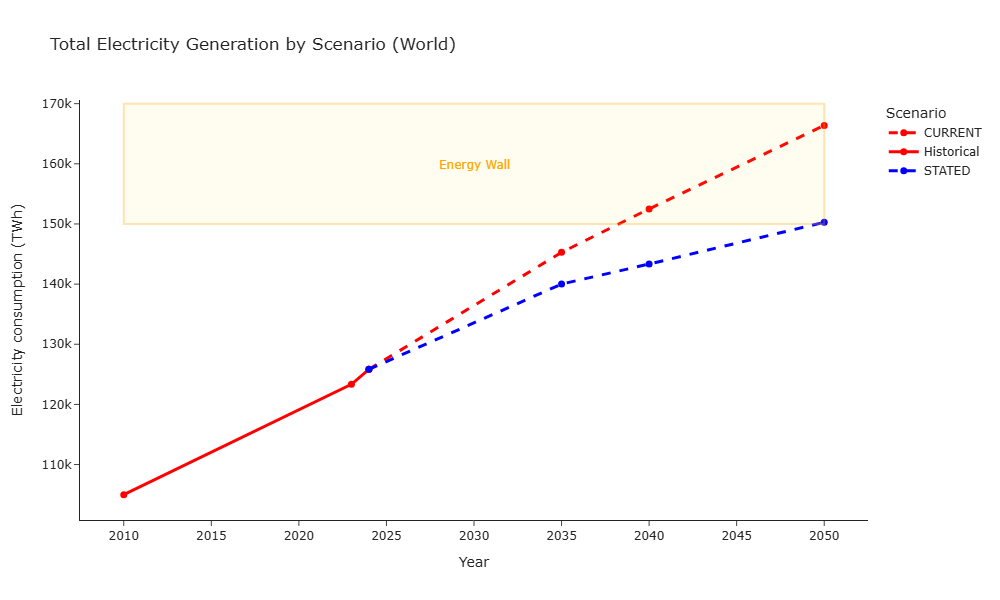 Total Electricity Generation by Scenario (World)
170k
160k
150k
140k
130k
120k
110k
Electricity consumption (TWh)
Energy Wall
2010
2015
2020
2025
2030
2035
2040
2045
2050
Year
Scenario
CURRENT
Historical
STATED